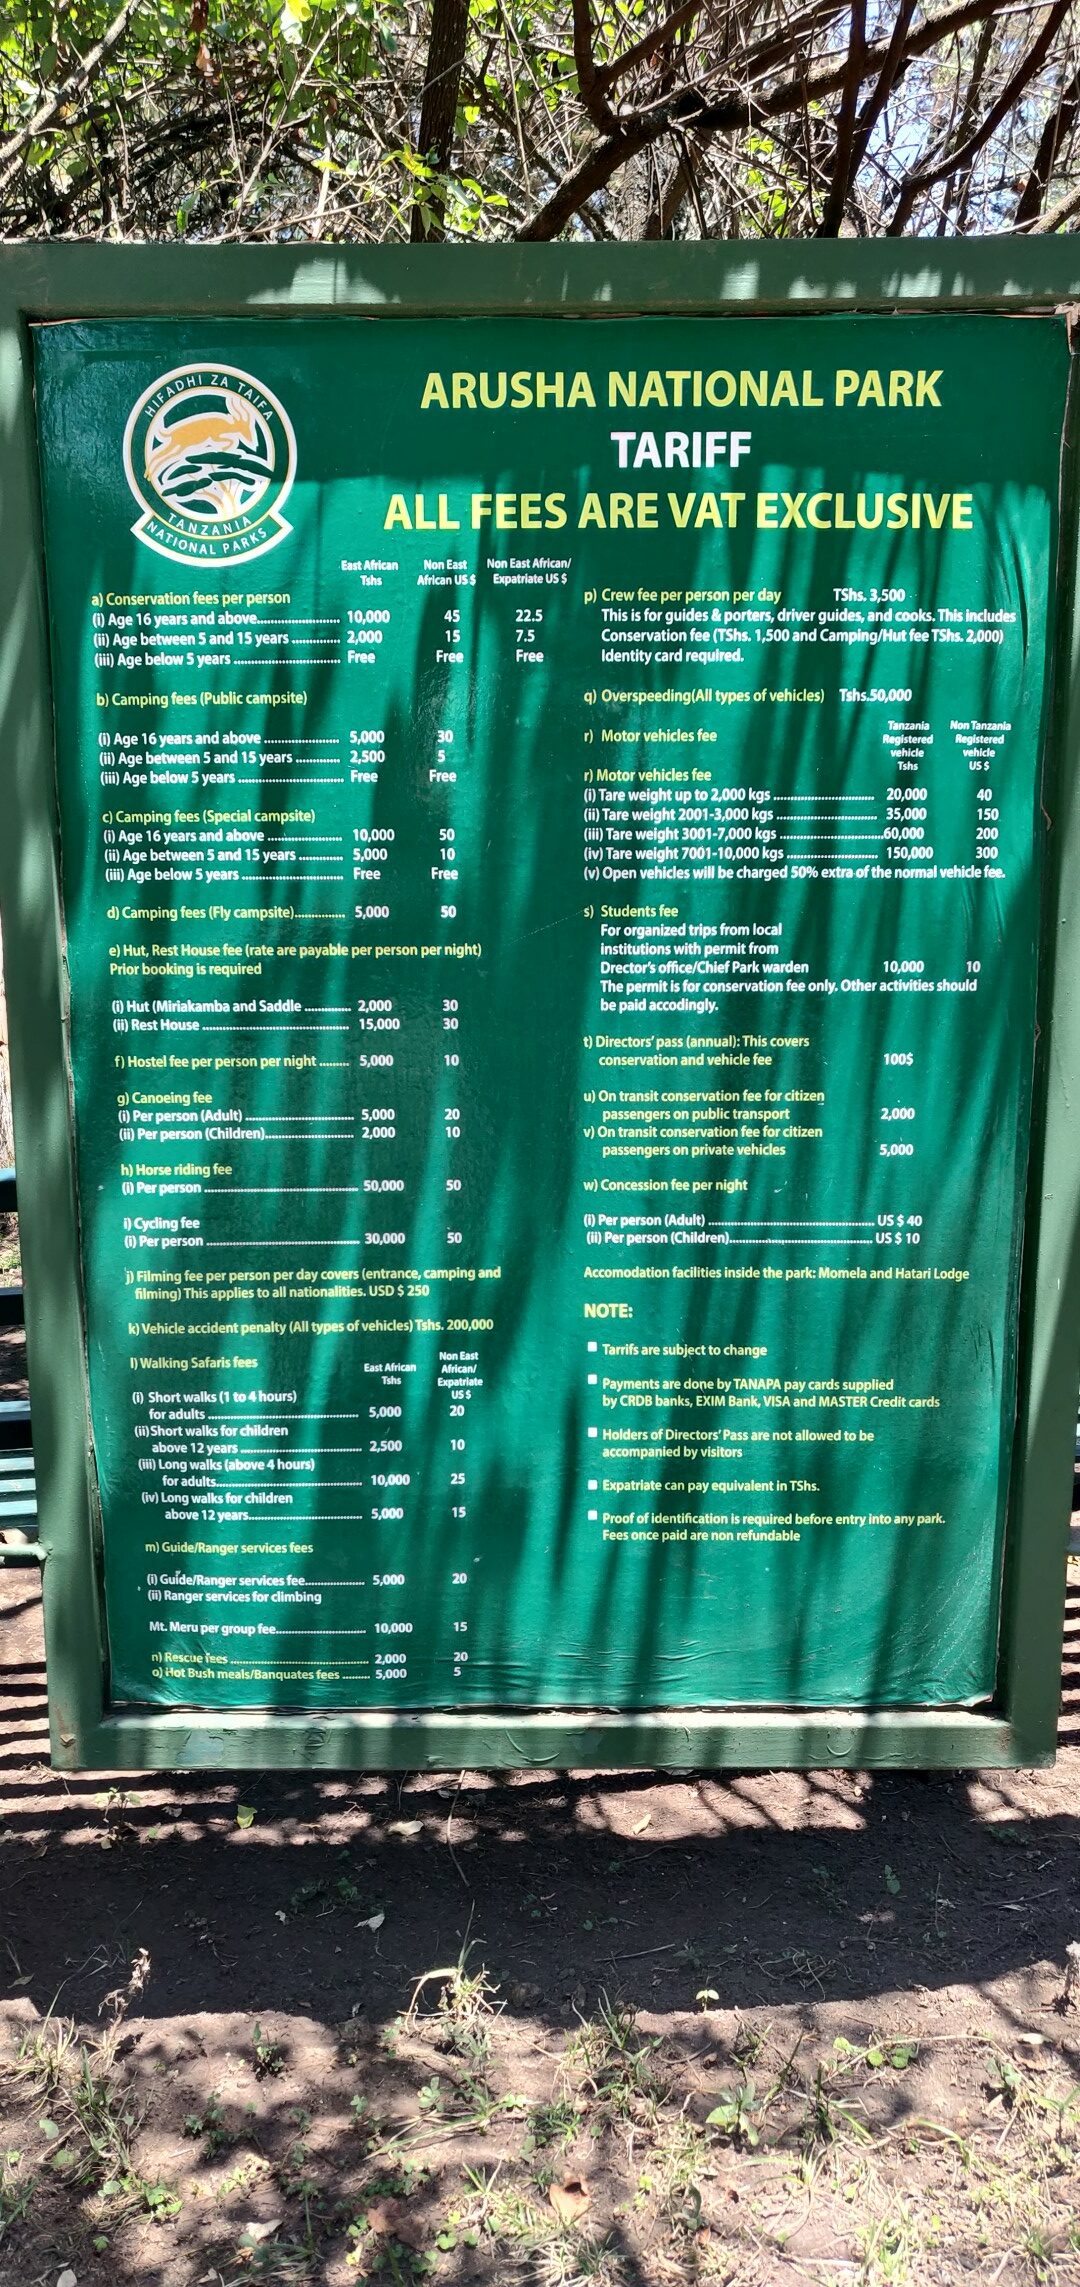 HIFADHI ZA TAIFA
TANZANIA
NATIONAL PARKS
ARUSHA NATIONAL PARK
TARIFF
ALL FEES ARE VAT EXCLUSIVE
East African Tshs Non East African US $ Non East African/ Expatriate US $
a) Conservation fees per person
(i) Age 16 years and above 10,000 45 22.5
(ii) Age between 5 and 15 years 2,000 15 7.5
(iii) Age below 5 years Free Free Free
b) Camping fees (Public campsite)
(i) Age 16 years and above 5,000 30
(ii) Age between 5 and 15 years 2,500 5
(iii) Age below 5 years Free Free
c) Camping fees (Special campsite)
(i) Age 16 years and above 10,000 50
(ii) Age between 5 and 15 years 5,000 10
(iii) Age below 5 years Free Free
d) Camping fees (Fly campsite) 5,000 50
e) Hut, Rest House fee (rate are payable per person per night)
Prior booking is required
(i) Hut (Miriakamba and Saddle 2,000 30
(ii) Rest House 15,000 30
f) Hostel fee per person per night 5,000 10
g) Canoeing fee
(i) Per person (Adult) 5,000 20
(ii) Per person (Children) 2,000 10
h) Horse riding fee
(i) Per person 50,000 50
i) Cycling fee
(i) Per person 30,000 50
j) Filming fee per person per day covers (entrance, camping and
filming) This applies to all nationalities. USD $ 250
k) Vehicle accident penalty (All types of vehicles) Tshs. 200,000
l) Walking Safaris fees East African Tshs Non East African/ Expatriate US $
(i) Short walks (1 to 4 hours)
for adults 5,000 20
(ii) Short walks for children
above 12 years 2,500 10
(iii) Long walks (above 4 hours)
for adults 10,000 25
(iv) Long walks for children
above 12 years 5,000 15
m) Guide/Ranger services fees
(i) Guide/Ranger services fee 5,000 20
(ii) Ranger services for climbing
Mt. Meru per group fee 10,000 15
n) Rescue fees 2,000 20
o) Hot Bush meals/Banquates fees 5,000 5
p) Crew fee per person per day TShs. 3,500
This is for guides & porters, driver guides, and cooks. This includes
Conservation fee (TShs. 1,500 and Camping/Hut fee TShs. 2,000)
Identity card required.
q) Overspeeding(All types of vehicles) Tshs.50,000
r) Motor vehicles fee Tanzania Registered vehicle Tshs Non Tanzania Registered vehicle US $
r) Motor vehicles fee
(i) Tare weight up to 2,000 kgs 20,000 40
(ii) Tare weight 2001-3,000 kgs 35,000 150
(iii) Tare weight 3001-7,000 kgs 60,000 200
(iv) Tare weight 7001-10,000 kgs 150,000 300
(v) Open vehicles will be charged 50% extra of the normal vehicle fee.
s) Students fee
For organized trips from local
institutions with permit from
Drector's office/Chief Park warden 10,000 10
The permit is for conservation fee only. Other activities should
be paid accodingly.
t) Directors' pass (annual): This covers
conservation and vehicle fee 100$
u) On transit conservation fee for citizen
passengers on public transport 2,000
v) On transit conservation fee for citizen
passengers on private vehicles 5,000
w) Concession fee per night
(i) Per person (Adult) US $ 40
(ii) Per person (Children) US $ 10
Accomodation facilities inside the park: Momela and Hatari Lodge
NOTE:
Tarrifs are subject to change
Payments are done by TANAPA pay cards supplied
by CRDB banks, EXIM Bank, VISA and MASTER Credit cards
Holders of Directors' Pass are not allowed to be
accompanied by visitors
Expatriate can pay equivalent in TShs.
Proof of identification is required before entry into any park.
Fees once paid are non refundable